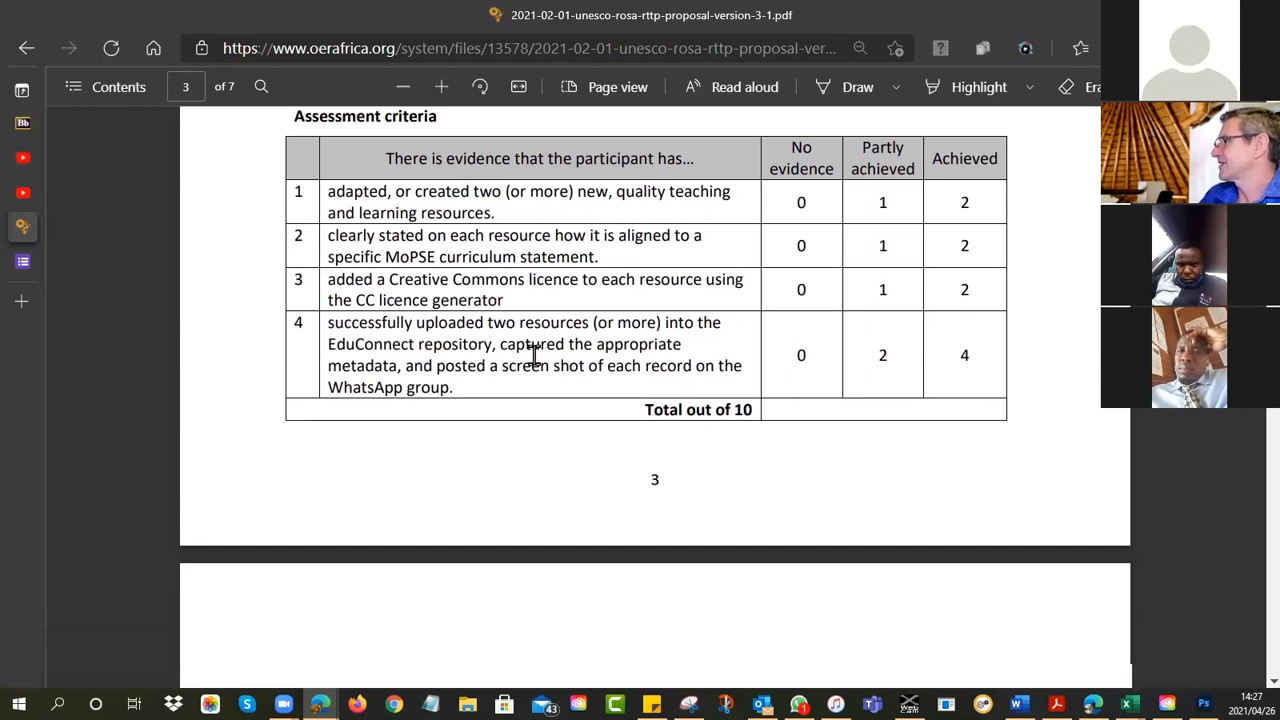 2021-02-01-unesco-rosa-rttp-proposal-version-3-1.pdf
https://www.oerafrica.org/system/files/13578/2021-02-01-unesco-rosa-rttp-proposal-ver...
Contents
3
of 7
Page view
Read aloud
Draw
Highlight
Era
Bb
Assessment criteria
There is evidence that the participant has...
No
evidence
Partly
achieved
Achieved
1
adapted, or created two (or more) new, quality teaching
and learning resources.
0
1
2
2
clearly stated on each resource how it is aligned to a
specific MoPSE curriculum statement.
0
1
2
3
added a Creative Commons licence to each resource using
the CC licence generator
0
1
2
4
successfully uploaded two resources (or more) into the
EduConnect repository, captured the appropriate
metadata, and posted a screen shot of each record on the
WhatsApp group.
0
2
4
Total out of 10
3
43
1
14:27
2021/04/26